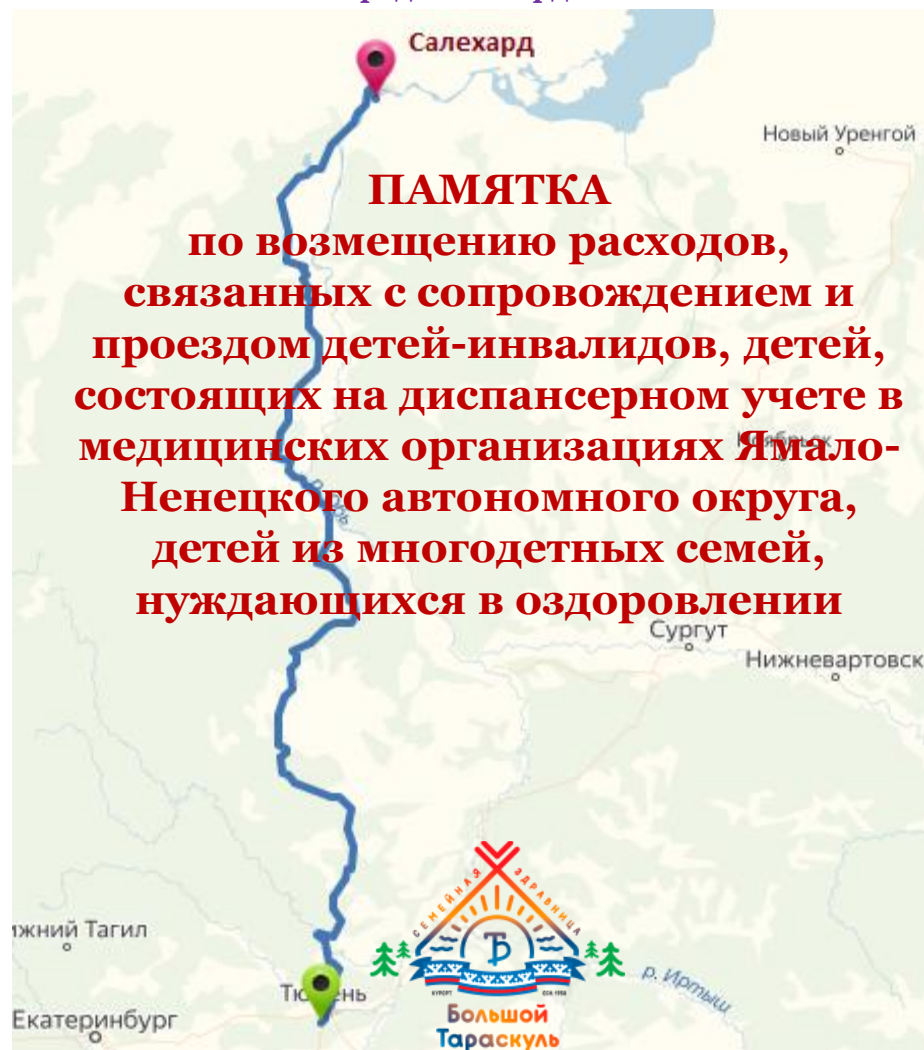 Салехард
Новый Уренгой
ПАМЯТКА
по возмещению расходов,
связанных с сопровождением и
проездом детей-инвалидов, детей,
состоящих на диспансерном учете в
медицинских организациях Ямало-
Ненецкого автономного округа,
детей из многодетных семей,
нуждающихся в оздоровлении
Сургут
Нижневартовск
СЕМЕЙНАЯ ЗДРАВНИЦА
ТБ
КУРОРТ
жний Тагил
р. Иртыш
Екатеринбург
Большой
Тараскуль